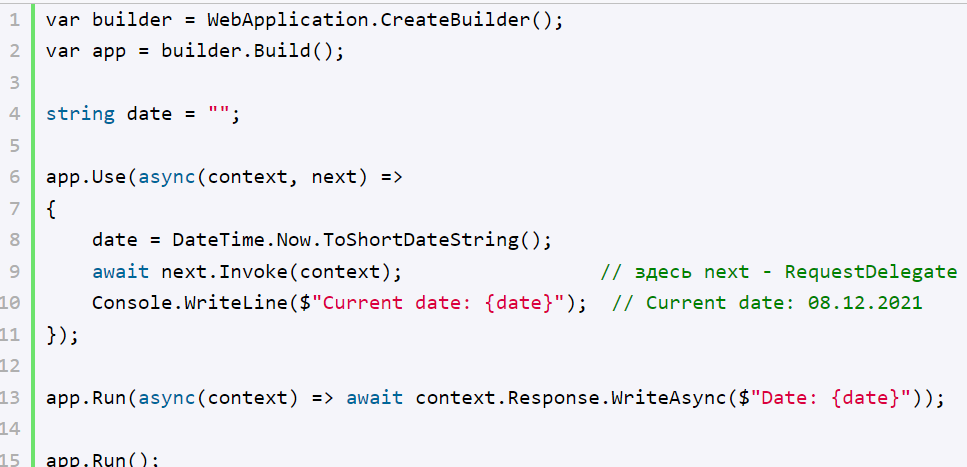 1 var builder = WebApplication.CreateBuilder();
2 var app = builder.Build();
3
4 string date = "";
5
6 app.Use(async(context, next) =>
7 {
8     date = DateTime.Now.ToShortDateString();
9     await next.Invoke(context);                 // здесь next - RequestDelegate
10     Console.WriteLine($"Current date: {date}");  // Current date: 08.12.2021
11 });
12
13 app.Run(async(context) => await context.Response.WriteAsync($"Date: {date}"));
14
15 app.Run();